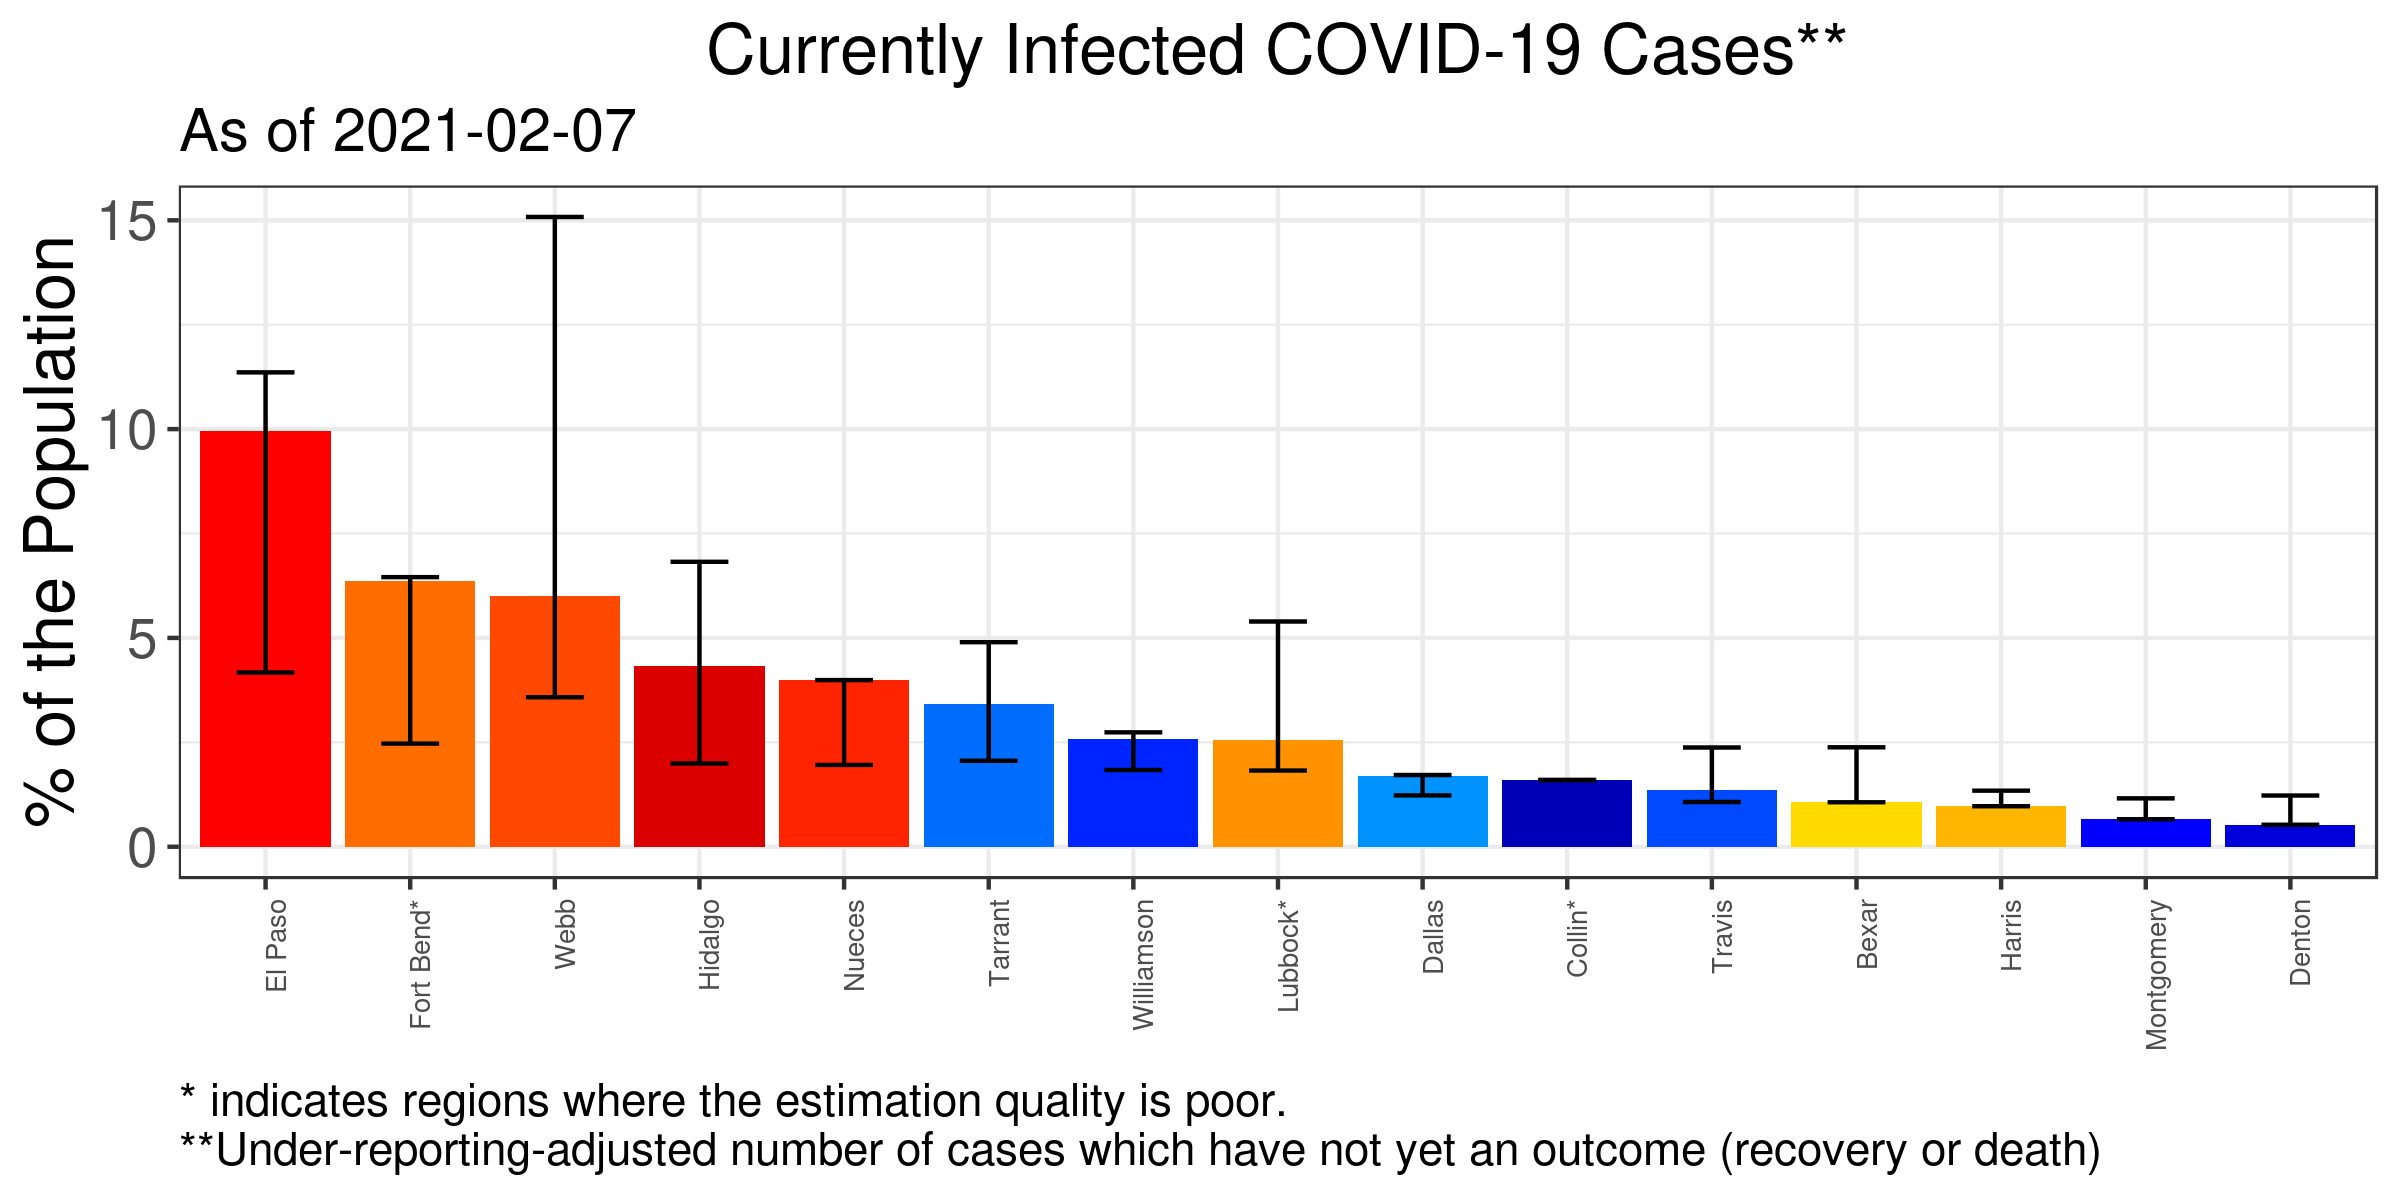 Currently Infected COVID-19 Cases**
As of 2021-02-07
% of the Population
15
10
5
0
El Paso
Fort Bend*
Webb
Hidalgo
Nueces
Tarrant
Williamson
Lubbock*
Dallas
Collin*
Travis
Bexar
Harris
Montgomery
Denton
* indicates regions where the estimation quality is poor.
**Under-reporting-adjusted number of cases which have not yet an outcome (recovery or death)